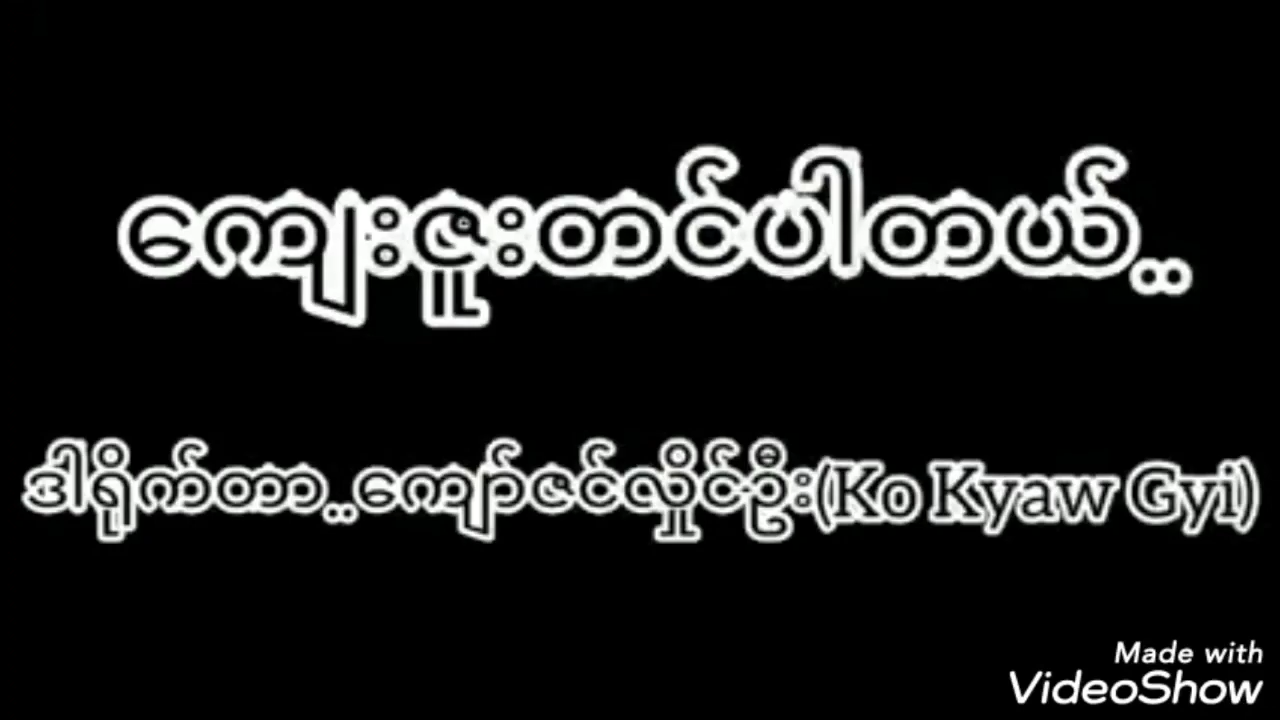 ကျေးဇူးတင်ပါတယ်..
ဒါရိုက်တာ..ကျော်ဇင်လှိုင်ဦး(Ko Kyaw Gyi)
Made with
VideoShow